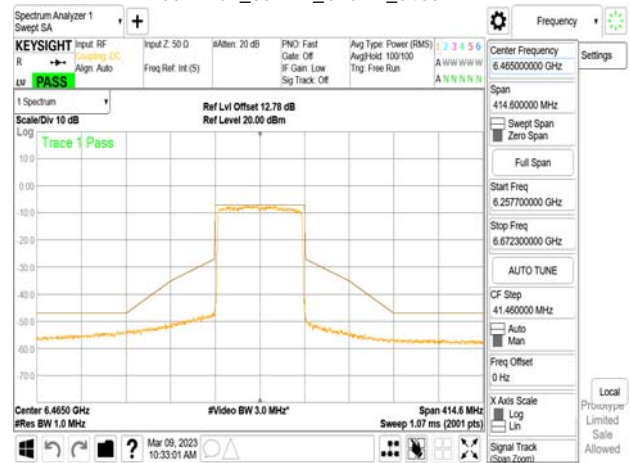 Spectrum Analyzer 1
Swept SA
Frequency
KEYSIGHT
Input: RF
Coupling: DC
Align: Auto
Input Z: 50 Ω
Freq Ref: Int (S)
#Atten: 20 dB
PNO: Fast
Gate: Off
IF Gain: Low
Sig Track: Off
Avg Type: Power (RMS)
Avg|Hold: 100/100
Trig: Free Run
1 2 3 4 5 6
A W W W W W
A N N N N N
R
LW PASS
1 Spectrum
Scale/Div 10 dB
Ref Lvl Offset 12.78 dB
Ref Level 20.00 dBm
Log
Trace 1 Pass
10.0
0.00
-20.0
-30.0
-40.0
-50.0
-60.0
-70.0
Center 6.4650 GHz
#Res BW 1.0 MHz
#Video BW 3.0 MHz*
Span 414.6 MHz
Sweep 1.07 ms (2001 pts)
Mar 09, 2023
10:33:01 AM
Center Frequency
6.465000000 GHz
Settings
Span
414.600000 MHz
Swept Span
Zero Span
Full Span
Start Freq
6.257700000 GHz
Stop Freq
6.672300000 GHz
AUTO TUNE
CF Step
41.460000 MHz
Auto
Man
Freq Offset
0 Hz
X Axis Scale
Log
Lin
Signal Track
(Span Zoom)
Local
Prototype
Limited
Sale
Allowed